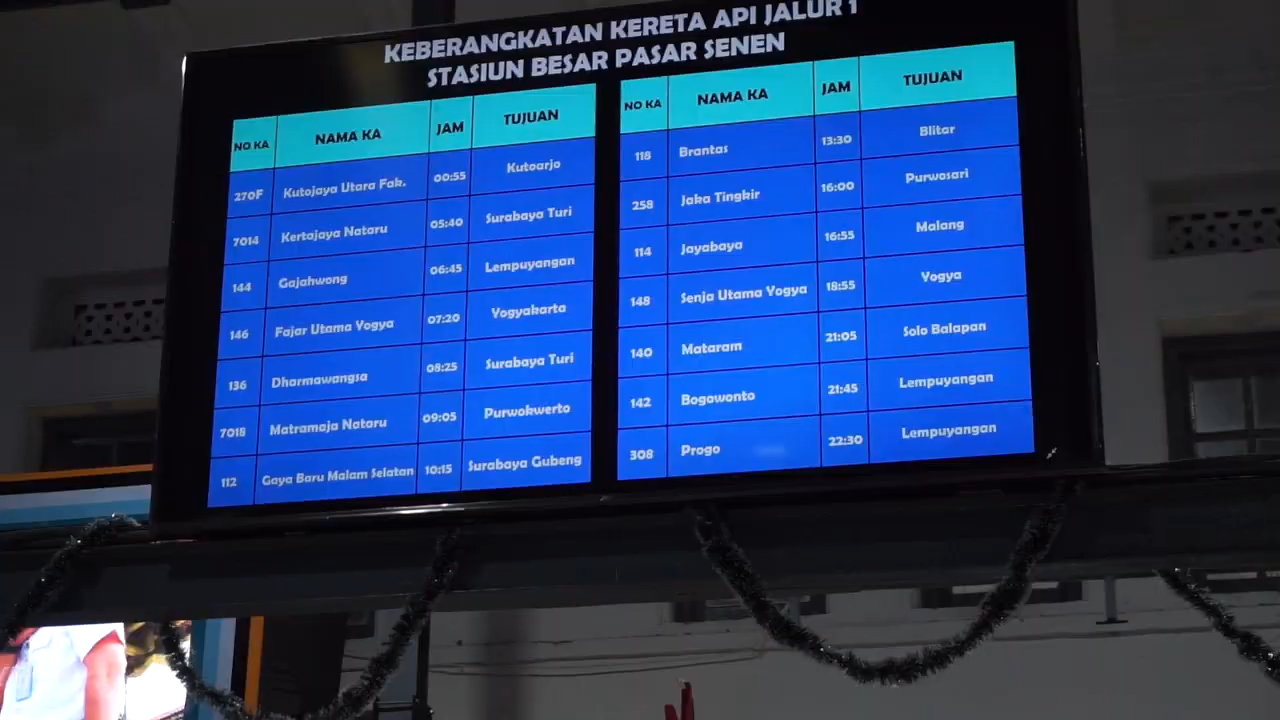 KEBERANGKATAN KERETA API JALUR 1
STASIUN BESAR PASAR SENEN
NO KA NAMA KA JAM TUJUAN
270F Kutojaya Utara Fak. 00:55 Kutoarjo
7014 Kertajaya Nataru 05:40 Surabaya Turi
144 Gajahwong 06:45 Lempuyangan
146 Fajar Utama Yogya 07:20 Yogyakarta
136 Dharmawangsa 08:25 Surabaya Turi
7018 Matramaja Nataru 09:05 Purwokwerto
112 Gaya Baru Malam Selatan 10:15 Surabaya Gubeng
NO KA NAMA KA JAM TUJUAN
118 Brantas 13:30 Blitar
258 Jaka Tingkir 16:00 Purwosari
114 Jayabaya 16:55 Malang
148 Senja Utama Yogya 18:55 Yogya
140 Mataram 21:05 Solo Balapan
142 Bogowonto 21:45 Lempuyangan
308 Progo 22:30 Lempuyangan